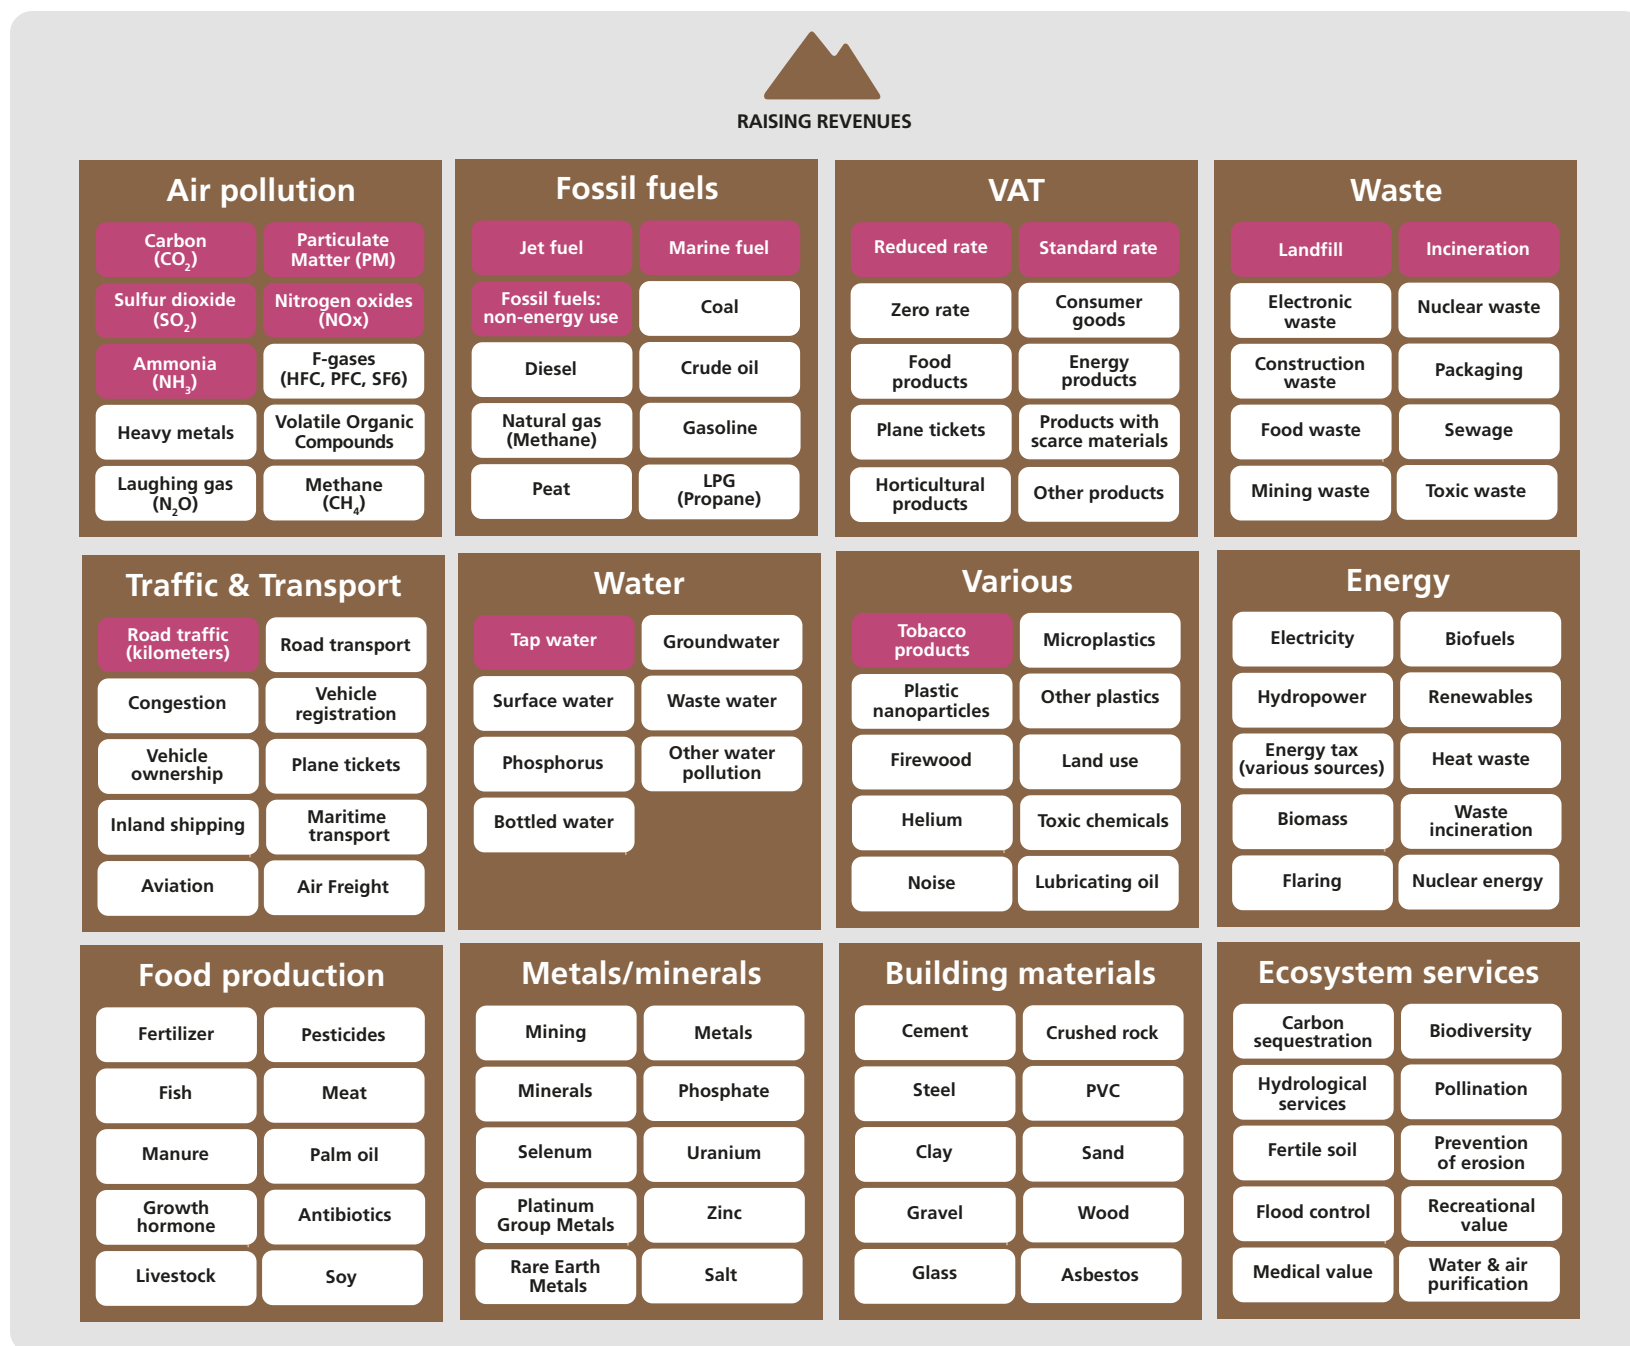 RAISING REVENUES
Air pollution
Carbon
(CO₂)
Particulate
Matter (PM)
Sulfur dioxide
(SO₂)
Nitrogen oxides
(NOx)
Ammonia
(NH₃)
F-gases
(HFC, PFC, SF6)
Heavy metals
Volatile Organic
Compounds
Laughing gas
(N₂O)
Methane
(CH₄)
Fossil fuels
Jet fuel
Marine fuel
Fossil fuels:
non-energy use
Coal
Diesel
Crude oil
Natural gas
(Methane)
Gasoline
Peat
LPG
(Propane)
VAT
Reduced rate
Standard rate
Zero rate
Consumer
goods
Food
products
Energy
products
Plane tickets
Products with
scarce materials
Horticultural
products
Other products
Waste
Landfill
Incineration
Electronic
waste
Nuclear waste
Construction
waste
Packaging
Food waste
Sewage
Mining waste
Toxic waste
Traffic & Transport
Road traffic
(kilometers)
Road transport
Congestion
Vehicle
registration
Vehicle
ownership
Plane tickets
Inland shipping
Maritime
transport
Aviation
Air Freight
Water
Tap water
Groundwater
Surface water
Waste water
Phosphorus
Other water
pollution
Bottled water
Various
Tobacco
products
Microplastics
Plastic
nanoparticles
Other plastics
Firewood
Land use
Helium
Toxic chemicals
Noise
Lubricating oil
Energy
Electricity
Biofuels
Hydropower
Renewables
Energy tax
(various sources)
Heat waste
Biomass
Waste
incineration
Flaring
Nuclear energy
Food production
Fertilizer
Pesticides
Fish
Meat
Manure
Palm oil
Growth
hormone
Antibiotics
Livestock
Soy
Metals/minerals
Mining
Metals
Minerals
Phosphate
Selenum
Uranium
Platinum
Group Metals
Zinc
Rare Earth
Metals
Salt
Building materials
Cement
Crushed rock
Steel
PVC
Clay
Sand
Gravel
Wood
Glass
Asbestos
Ecosystem services
Carbon
sequestration
Biodiversity
Hydrological
services
Pollination
Fertile soil
Prevention
of erosion
Flood control
Recreational
value
Medical value
Water & air
purification